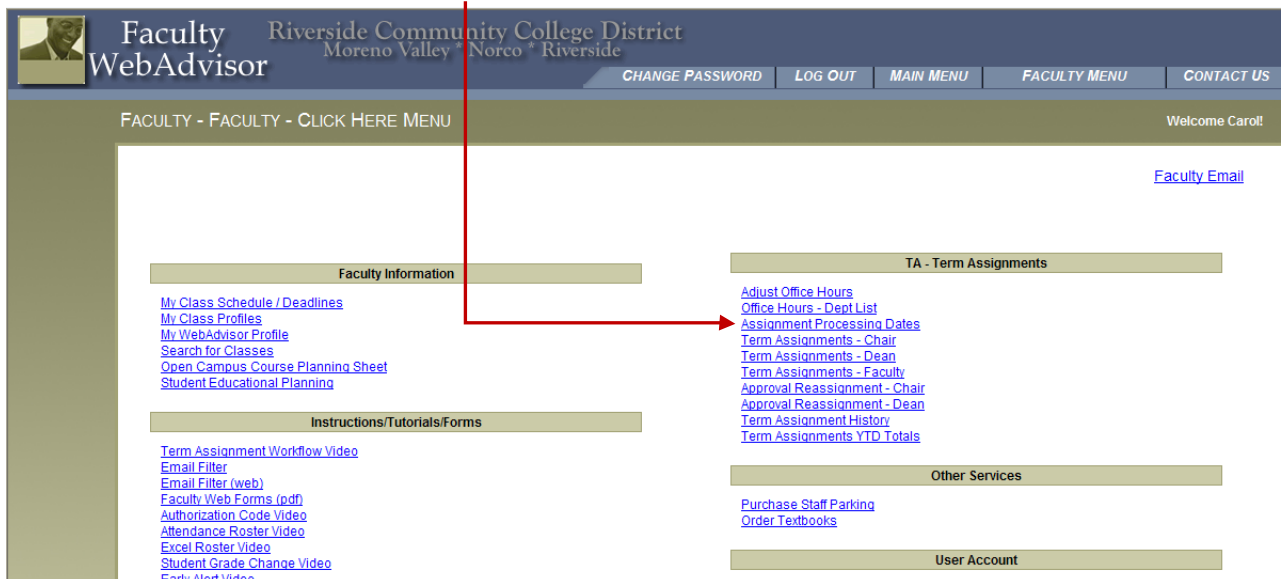 Faculty
WebAdvisor
Riverside Community College District
Moreno Valley * Norco * Riverside
CHANGE PASSWORD
LOG OUT
MAIN MENU
FACULTY MENU
CONTACT US
FACULTY - FACULTY - CLICK HERE MENU
Welcome Carol!
Faculty Email
Faculty Information
My Class Schedule / Deadlines
My Class Profiles
My WebAdvisor Profile
Search for Classes
Open Campus Course Planning Sheet
Student Educational Planning
Instructions/Tutorials/Forms
Term Assignment Workflow Video
Email Filter
Email Filter (web)
Faculty Web Forms (pdf)
Authorization Code Video
Attendance Roster Video
Excel Roster Video
Student Grade Change Video
Early Alert Video
TA - Term Assignments
Adjust Office Hours
Office Hours - Dept List
Assignment Processing Dates
Term Assignments - Chair
Term Assignments - Dean
Term Assignments - Faculty
Approval Reassignment - Chair
Approval Reassignment - Dean
Term Assignment History
Term Assignments YTD Totals
Other Services
Purchase Staff Parking
Order Textbooks
User Account